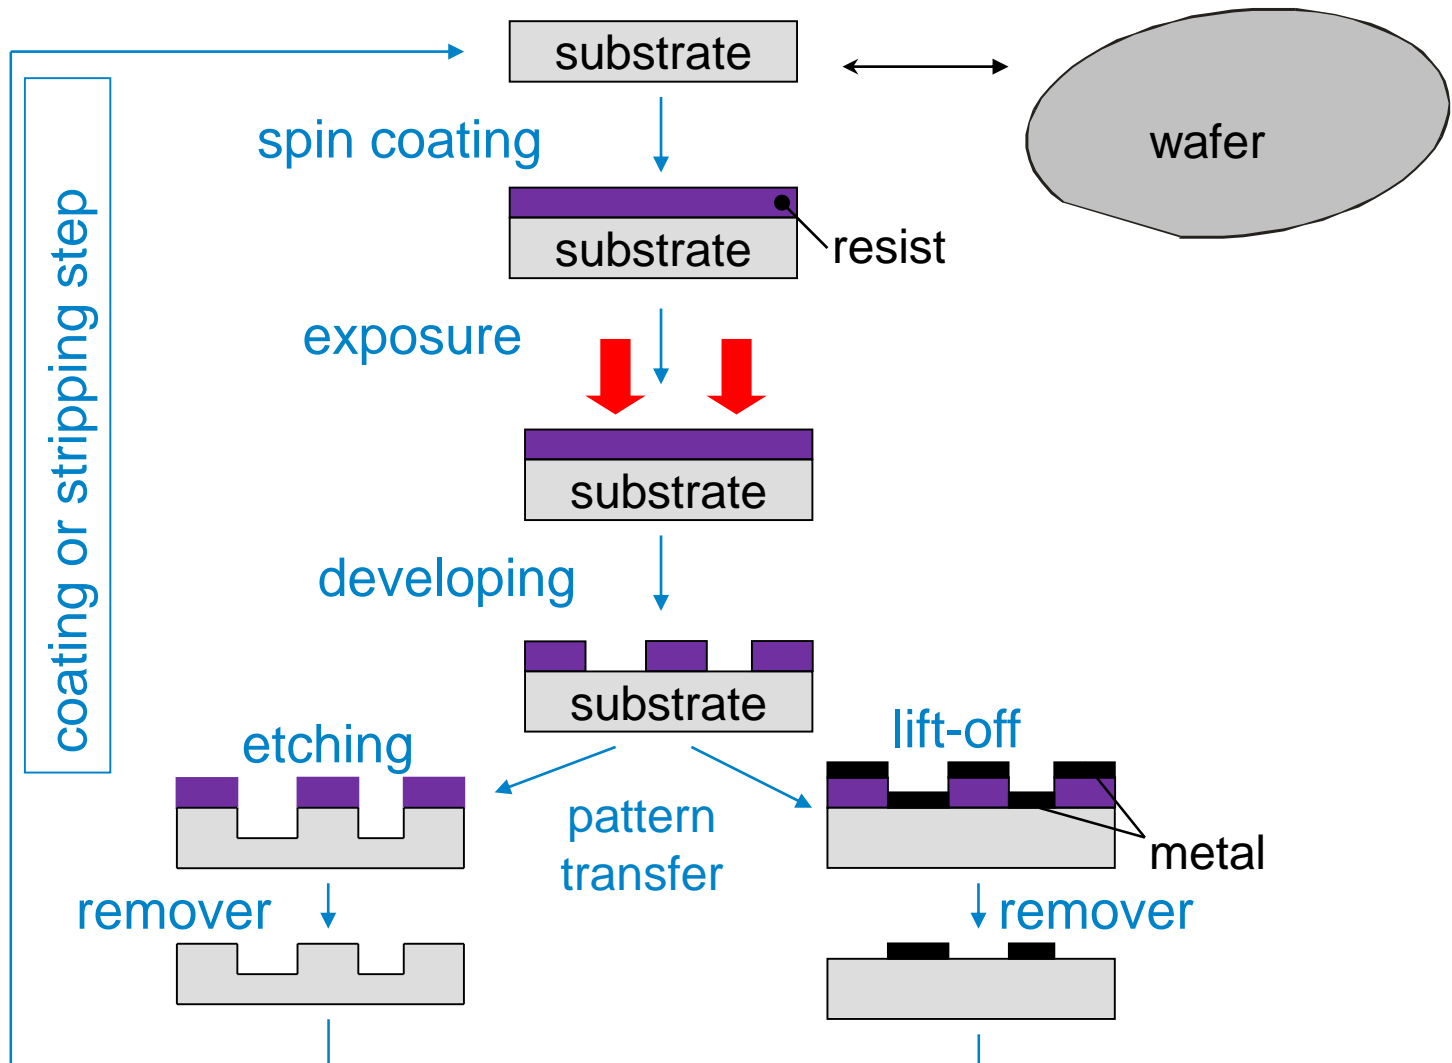 substrate
wafer
spin coating
substrate
resist
exposure
substrate
developing
substrate
coating or stripping step
etching
lift-off
pattern
transfer
metal
remover
remover